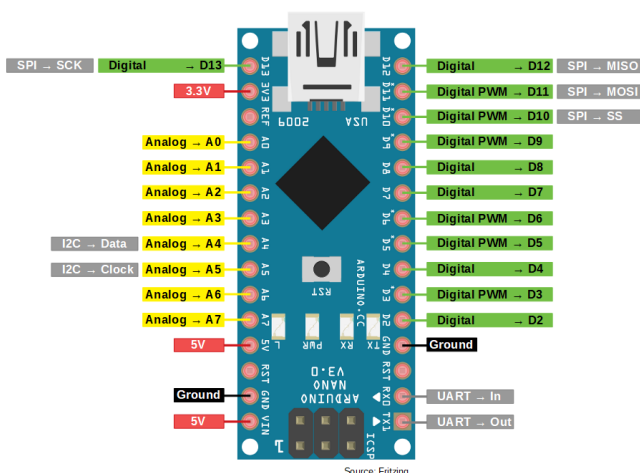 SPI → SCK Digital → D13
3.3V
Analog → A0
Analog → A1
Analog → A2
Analog → A3
I2C → Data Analog → A4
I2C → Clock Analog → A5
Analog → A6
Analog → A7
5V
Ground
5V
D13
3V3
REF
A0
A1
A2
A3
A4
A5
A6
A7
5V
RST
GND
VIN
USA
2009
RST
ARDUINO.CC
L
PWR
RX
TX
ARDUINO
NANO
V3.0
1
ICSP
D12
D11
D10
D9
D8
D7
D6
D5
D4
D3
D2
GND
RST
RX0
TX1
Digital → D12 SPI → MISO
Digital PWM → D11 SPI → MOSI
Digital PWM → D10 SPI → SS
Digital PWM → D9
Digital → D8
Digital → D7
Digital PWM → D6
Digital PWM → D5
Digital → D4
Digital PWM → D3
Digital → D2
Ground
UART → In
UART → Out
Source: Fritzing